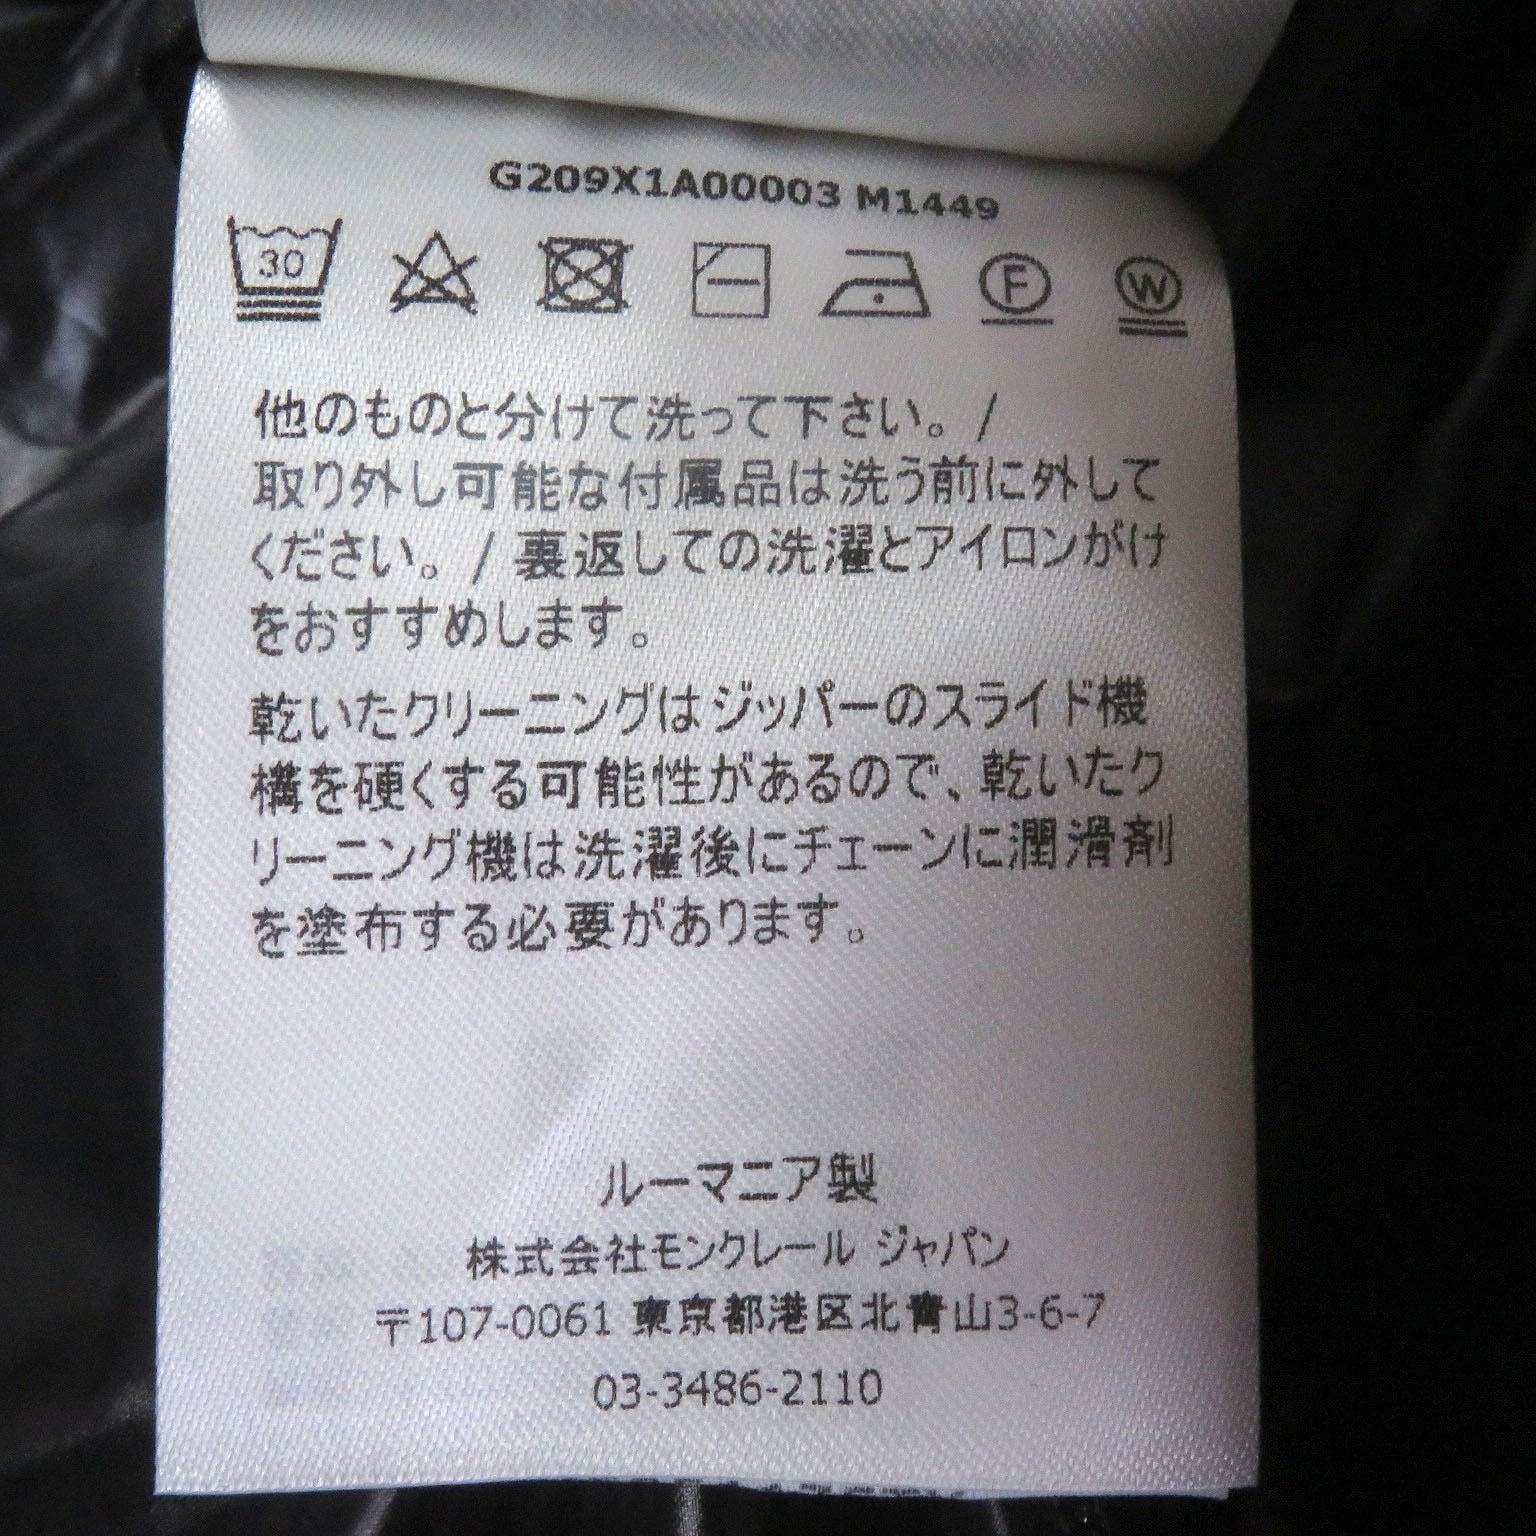 G209X1A00003 M1449
30 F W
他のものと分けて洗って下さい。/
取り外し可能な付属品は洗う前に外して
ください。/ 裏返しての洗濯とアイロンがけ
をおすすめします。
乾いたクリーニングはジッパーのスライド機
構を硬くする可能性があるので、乾いたク
リーニング機は洗濯後にチェーンに潤滑剤
を塗布する必要があります。
ルーマニア製
株式会社モンクレール ジャパン
〒107-0061 東京都港区北青山3-6-7
03-3486-2110